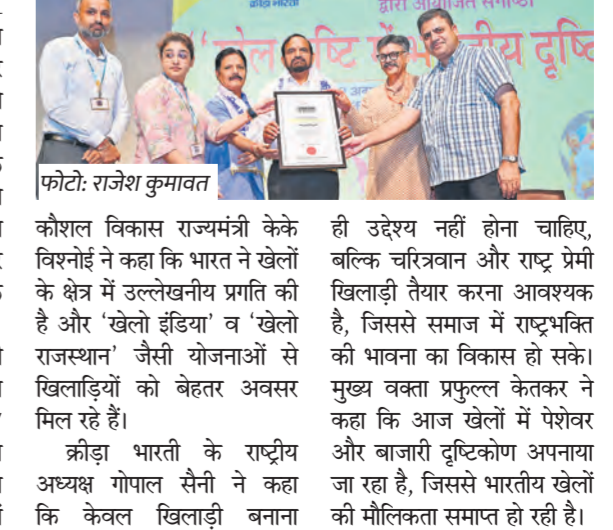 क्रीड़ा भारती
द्वारा आयोजित संगोष्ठी
फोटो: राजेश कुमावत
कौशल विकास राज्यमंत्री केके
विश्नोई ने कहा कि भारत ने खेलों
के क्षेत्र में उल्लेखनीय प्रगति की
है और ‘खेलो इंडिया’ व ‘खेलो
राजस्थान’ जैसी योजनाओं से
खिलाड़ियों को बेहतर अवसर
मिल रहे हैं।
क्रीड़ा भारती के राष्ट्रीय
अध्यक्ष गोपाल सैनी ने कहा
कि केवल खिलाड़ी बनाना
ही उद्देश्य नहीं होना चाहिए,
बल्कि चरित्रवान और राष्ट्र प्रेमी
खिलाड़ी तैयार करना आवश्यक
है, जिससे समाज में राष्ट्रभक्ति
की भावना का विकास हो सके।
मुख्य वक्ता प्रफुल्ल केतकर ने
कहा कि आज खेलों में पेशेवर
और बाजारी दृष्टिकोण अपनाया
जा रहा है, जिससे भारतीय खेलों
की मौलिकता समाप्त हो रही है।